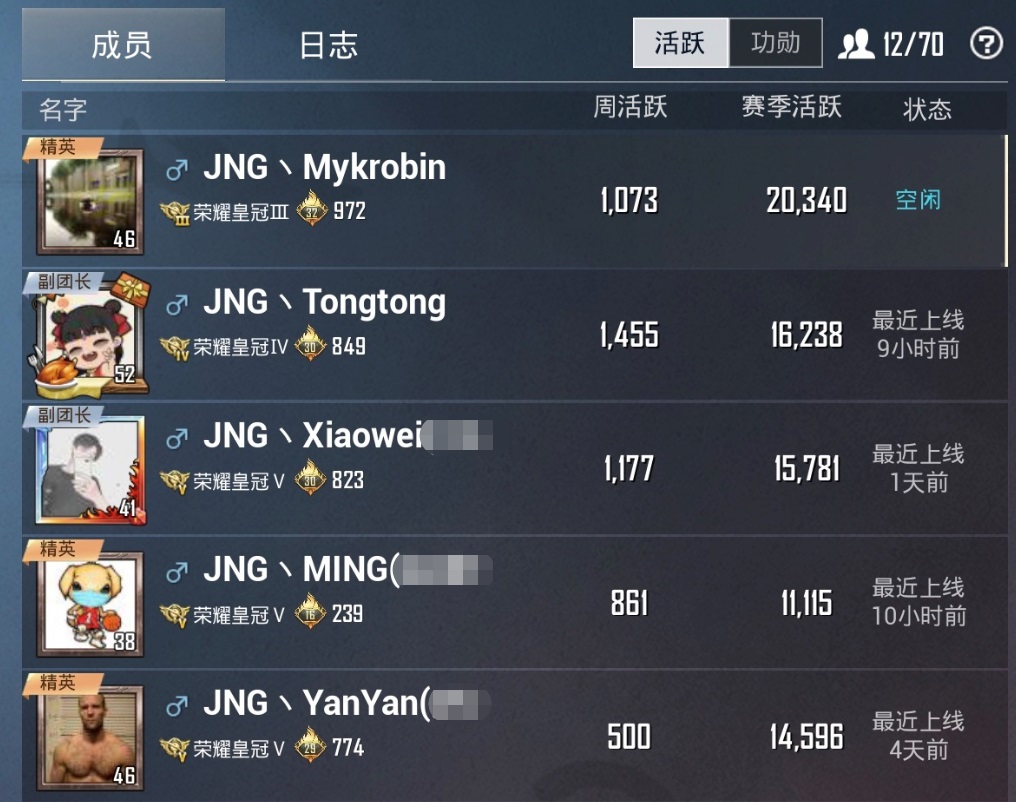 成员 日志 活跃 功勋 12/70 ?
名字 周活跃 赛季活跃 状态
精英
JNG丶Mykrobin
46 荣耀皇冠III 32 972 1,073 20,340 空闲
副团长
JNG丶Tongtong
52 荣耀皇冠IV 30 849 1,455 16,238 最近上线
9小时前
副团长
JNG丶Xiaowei
41 荣耀皇冠V 30 823 1,177 15,781 最近上线
1天前
精英
JNG丶MING(
38 荣耀皇冠V 16 239 861 11,115 最近上线
10小时前
精英
JNG丶YanYan(
46 荣耀皇冠V 29 774 500 14,596 最近上线
4天前